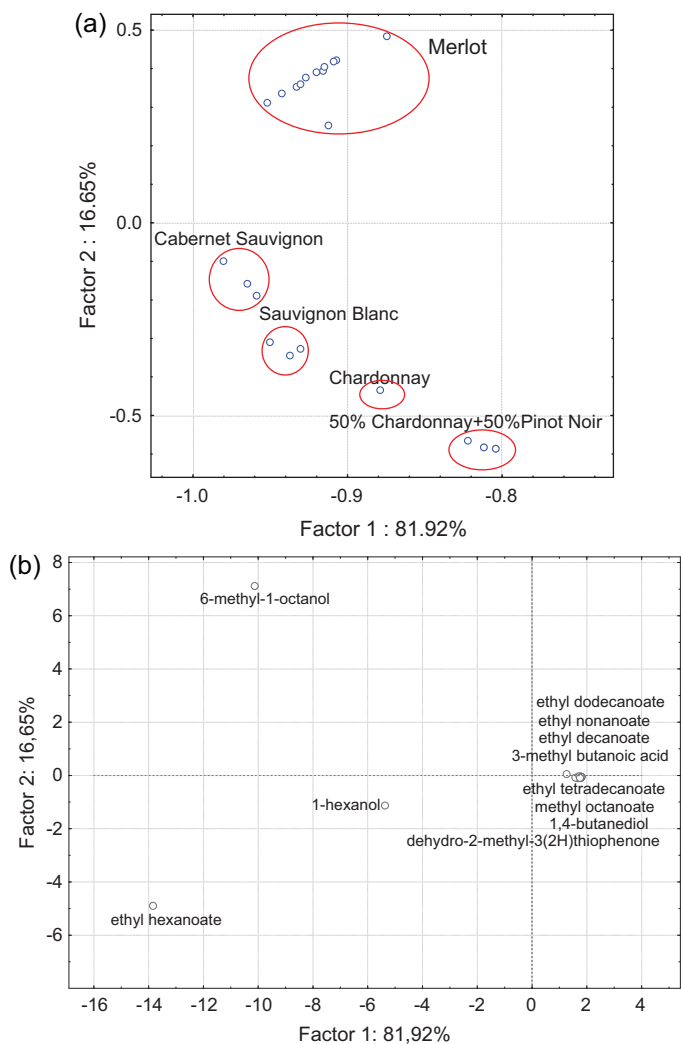 (a)
0.5
Merlot
0.0
Cabernet Sauvignon
Sauvignon Blanc
Chardonnay
-0.5
50% Chardonnay+50%Pinot Noir
Factor 2 : 16.65%
-1.0 -0.9 -0.8
Factor 1 : 81.92%
(b)
8
6-methyl-1-octanol
6
4
ethyl dodecanoate
2
ethyl nonanoate
ethyl decanoate
3-methyl butanoic acid
0
ethyl tetradecanoate
1-hexanol
methyl octanoate
1,4-butanediol
-2
dehydro-2-methyl-3(2H)thiophenone
-4
ethyl hexanoate
-6
Factor 2: 16,65%
-16 -14 -12 -10 -8 -6 -4 -2 0 2 4
Factor 1: 81,92%